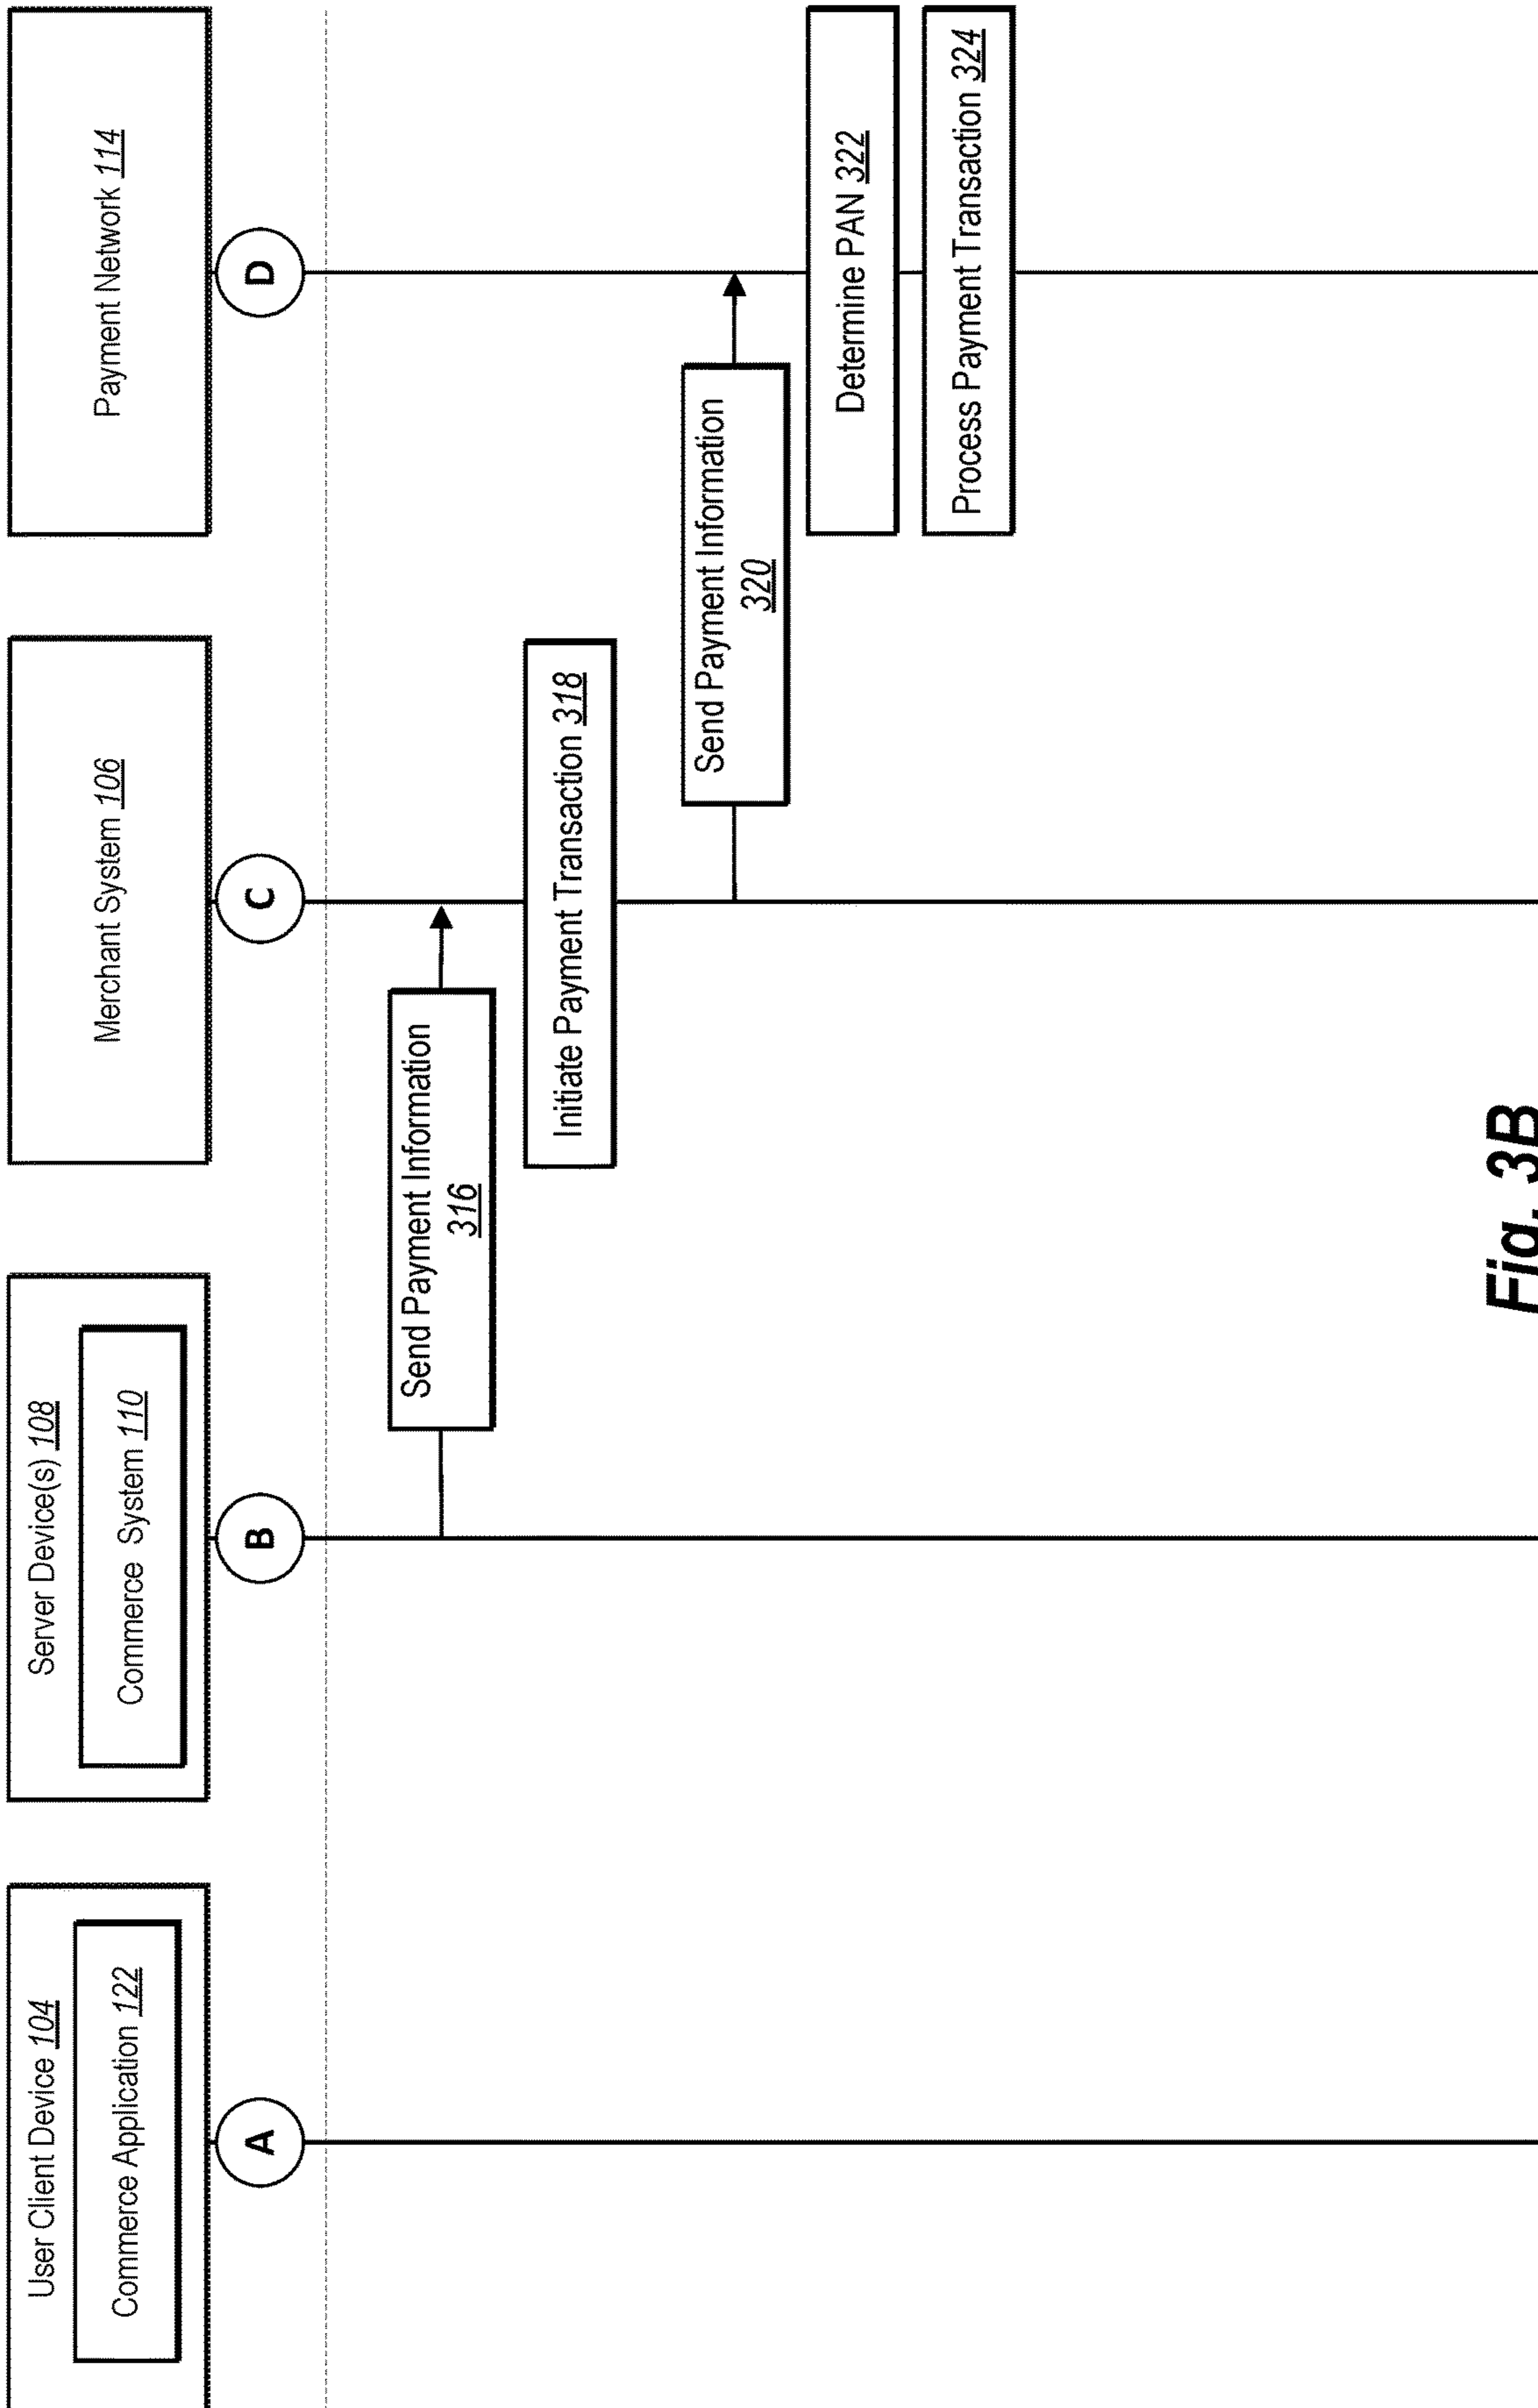 User Client Device 104
Commerce Application 122
Server Device(s) 108
Commerce System 110
Merchant System 106
Payment Network 114
A
B
C
D
Send Payment Information
316
Initiate Payment Transaction 318
Send Payment Information
320
Determine PAN 322
Process Payment Transaction 324
Fig. 3B